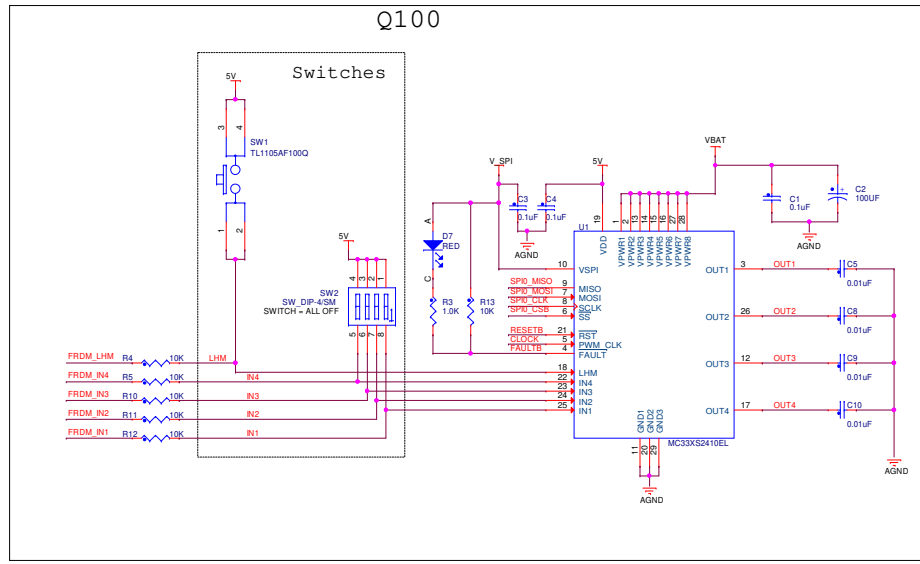 Q100
Switches
5V
3
4
SW1
TL1105AF100Q
1
2
5V
4
3
2
1
SW2
SW_DIP-4/SM
SWITCH = ALL OFF
5
6
7
8
FRDM_LHM R4 10K LHM
FRDM_IN4 R5 10K IN4
FRDM_IN3 R10 10K IN3
FRDM_IN2 R11 10K IN2
FRDM_IN1 R12 10K IN1
V_SPI
5V
VBAT
C3
0.1uF
C4
0.1uF
AGND
A
D7
RED
C
R3
1.0K
R13
10K
C1
0.1uF
C2
100UF
+
AGND
U1
19
1
2
13
14
15
16
27
28
VDD
VPWR1
VPWR2
VPWR3
VPWR4
VPWR5
VPWR6
VPWR7
VPWR8
10 VSPI
SPI0_MISO 9 MISO
SPI0_MOSI 7 MOSI
SPI0_CLK 8 SCLK
SPI0_CSB 6 SS
RESETB 21 RST
CLOCK 5 PWM_CLK
FAULTB 4 FAULT
18 LHM
22 IN4
23 IN3
24 IN2
25 IN1
OUT1 3 OUT1 C5
0.01uF
OUT2 26 OUT2 C8
0.01uF
OUT3 12 OUT3 C9
0.01uF
OUT4 17 OUT4 C10
0.01uF
GND1
GND2
GND3
11
20
29
MC33XS2410EL
AGND
AGND